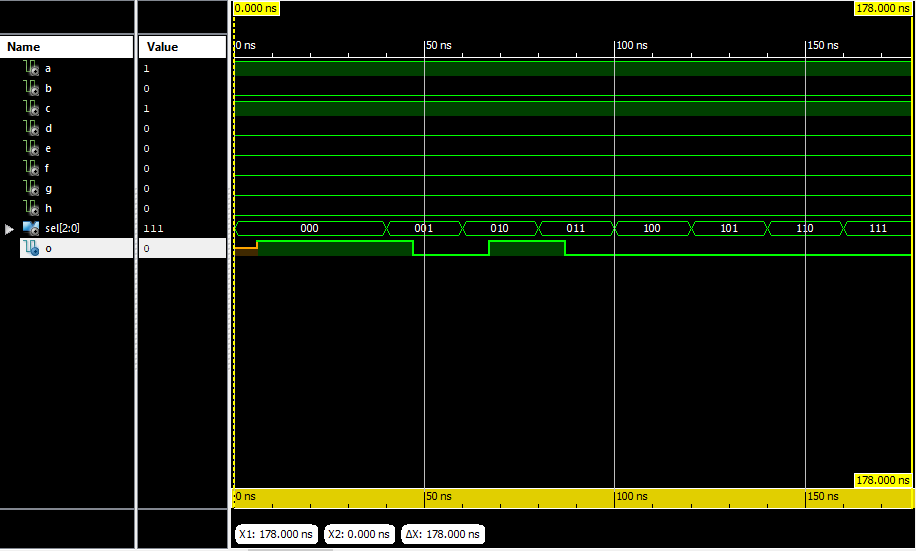 0.000 ns 178.000 ns
Name Value
0 ns 50 ns 100 ns 150 ns
a 1
b 0
c 1
d 0
e 0
f 0
g 0
h 0
sel[2:0] 111 000 001 010 011 100 101 110 111
o 0
178.000 ns
0 ns 50 ns 100 ns 150 ns
X1: 178.000 ns X2: 0.000 ns ΔX: 178.000 ns